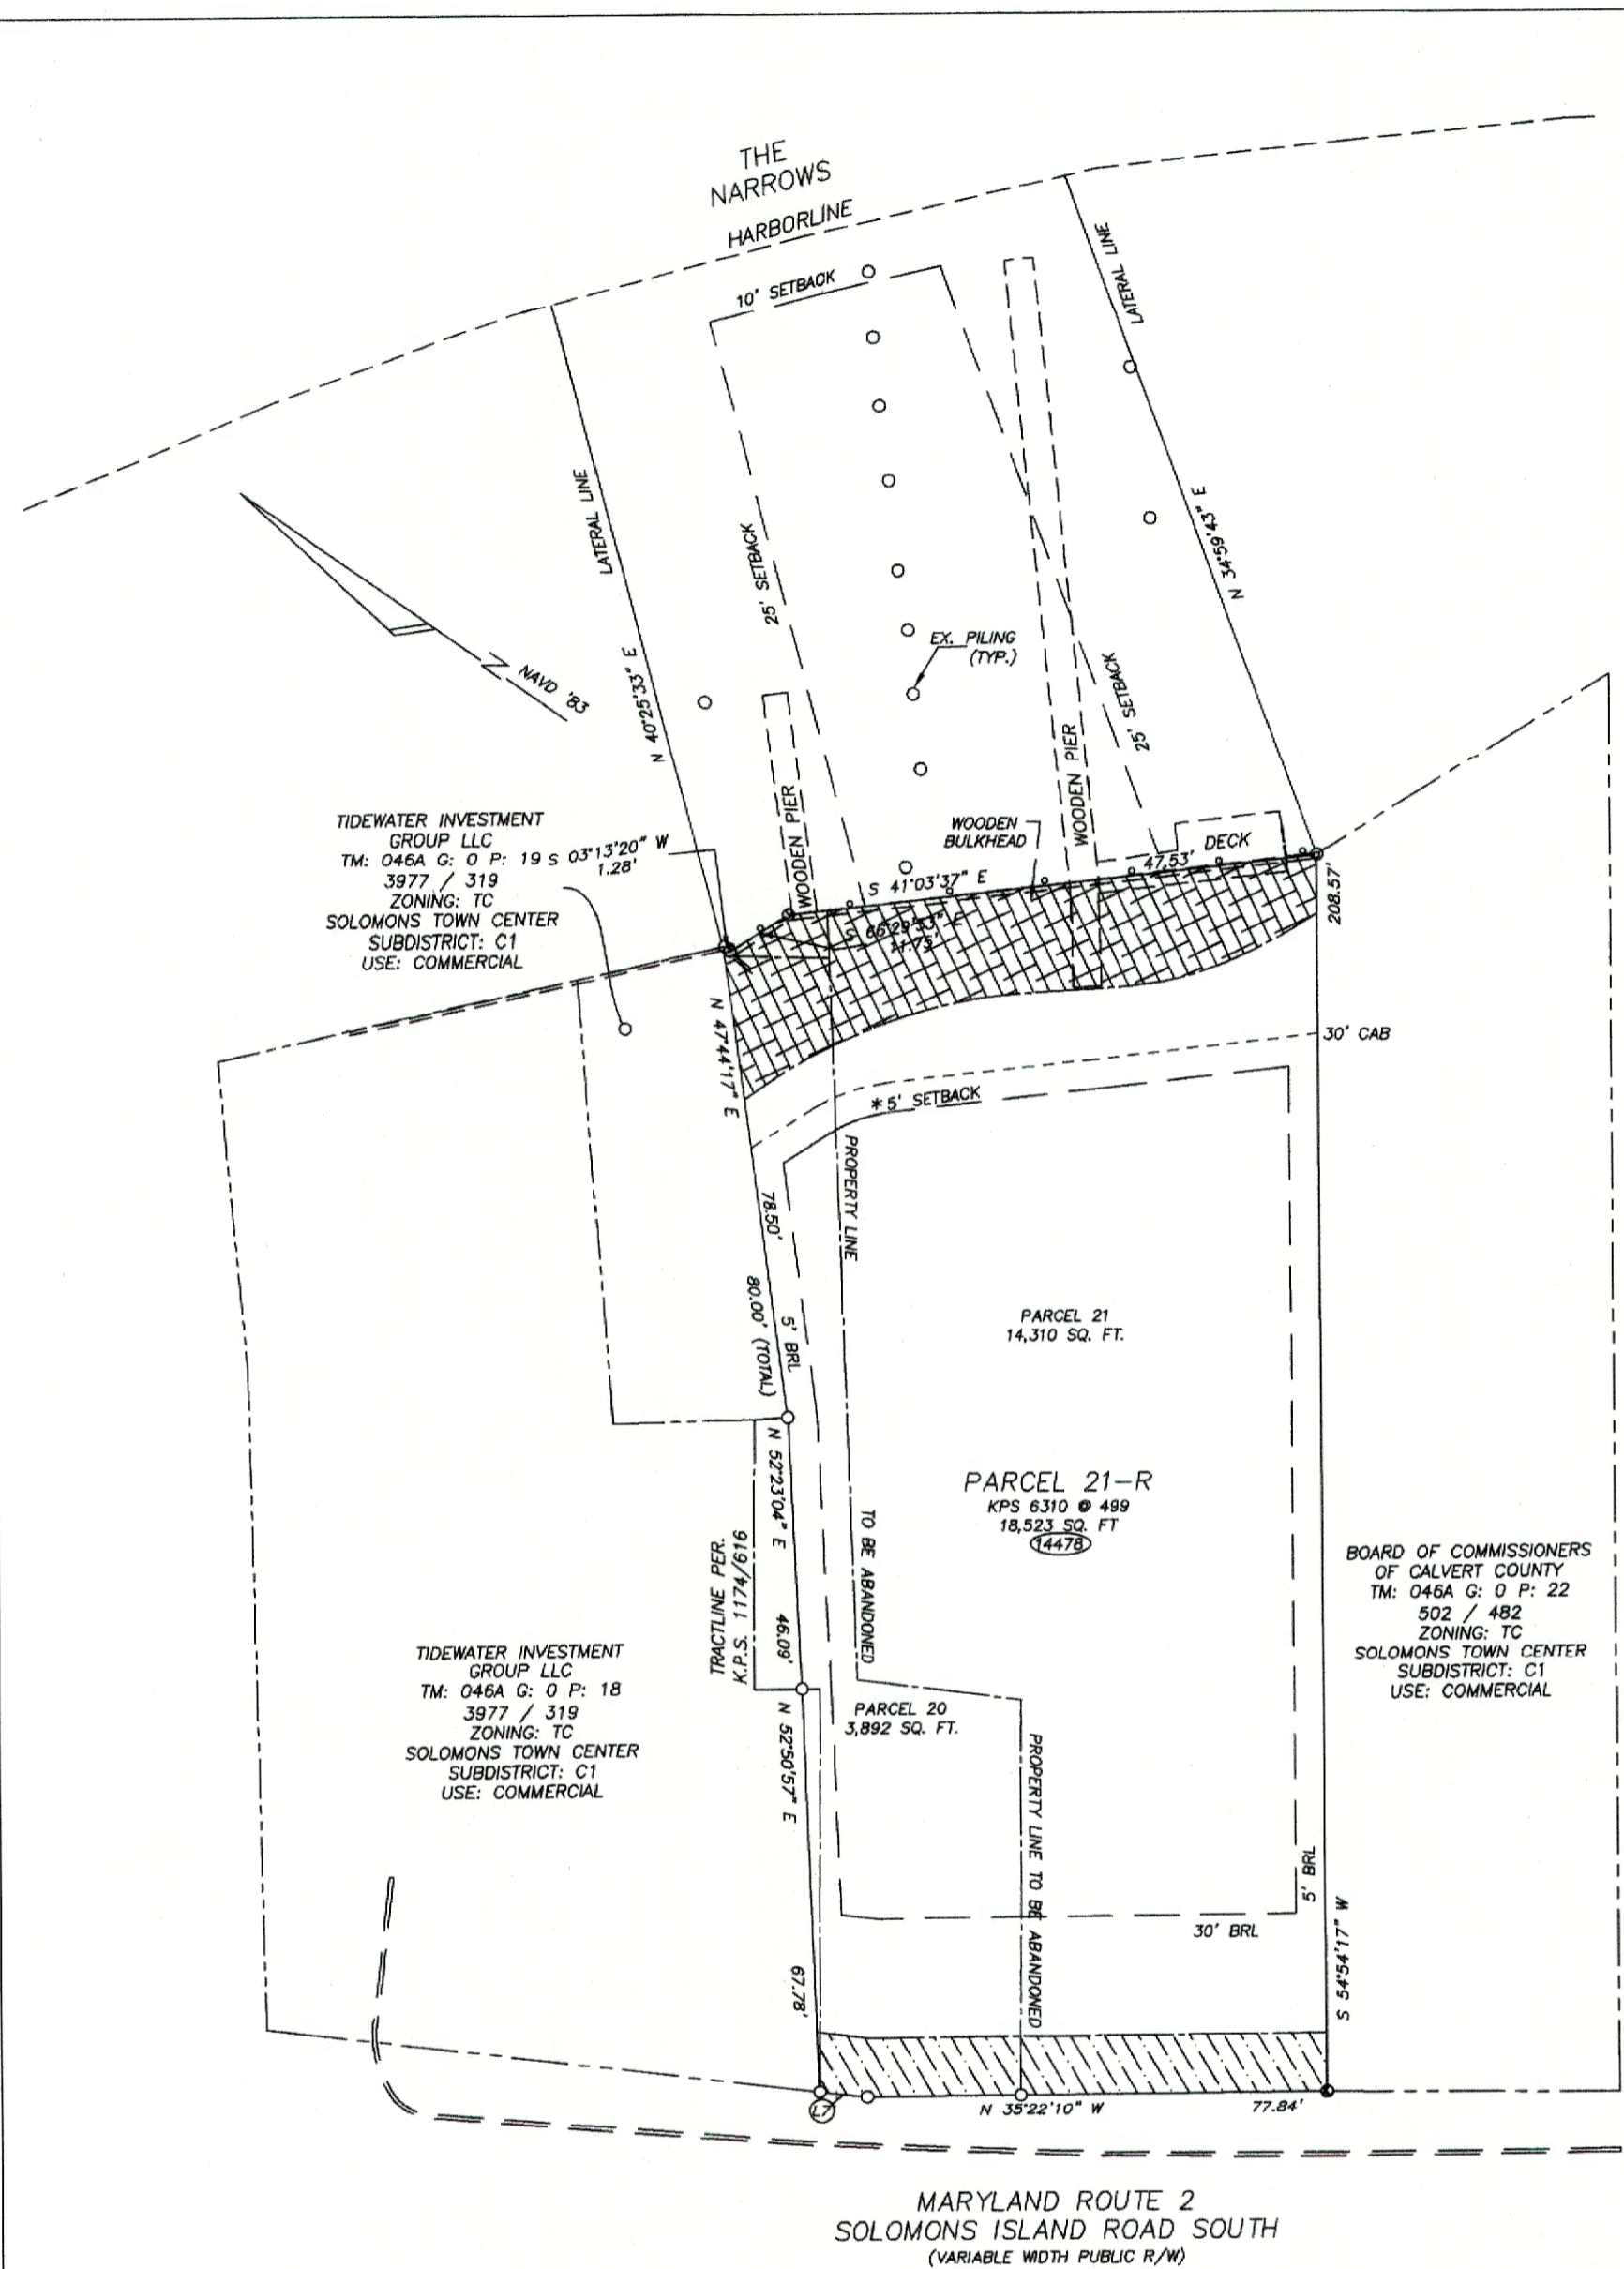 THE
NARROWS
HARBORLINE
10' SETBACK
LATERAL LINE
LATERAL LINE
N 34°59'43" E
25' SETBACK
EX. PILING
(TYP.)
NAVD '83
N 40°25'33" E
25' SETBACK
WOODEN PIER
WOODEN PIER
WOODEN
BULKHEAD
DECK
47.53'
S 41°03'37" E
S 65°29'53" E
11.75'
208.57'
TIDEWATER INVESTMENT
GROUP LLC
TM: 046A G: 0 P: 19
3977 / 319
ZONING: TC
SOLOMONS TOWN CENTER
SUBDISTRICT: C1
USE: COMMERCIAL
S 03°13'20" W
1.28'
N 47°44'17" E
30' CAB
*5' SETBACK
PROPERTY LINE
78.50'
80.00' (TOTAL)
5' BRL
PARCEL 21
14,310 SQ. FT.
N 52°23'04" E
46.09'
TRACTLINE PER.
K.P.S. 1174/616
TO BE ABANDONED
PARCEL 21-R
KPS 6310 @ 499
18,523 SQ. FT
14478
BOARD OF COMMISSIONERS
OF CALVERT COUNTY
TM: 046A G: 0 P: 22
502 / 482
ZONING: TC
SOLOMONS TOWN CENTER
SUBDISTRICT: C1
USE: COMMERCIAL
TIDEWATER INVESTMENT
GROUP LLC
TM: 046A G: 0 P: 18
3977 / 319
ZONING: TC
SOLOMONS TOWN CENTER
SUBDISTRICT: C1
USE: COMMERCIAL
PARCEL 20
3,892 SQ. FT.
N 52°50'57" E
67.78'
PROPERTY LINE TO BE ABANDONED
5' BRL
30' BRL
S 54°54'17" W
L7
N 35°22'10" W
77.84'
MARYLAND ROUTE 2
SOLOMONS ISLAND ROAD SOUTH
(VARIABLE WIDTH PUBLIC R/W)